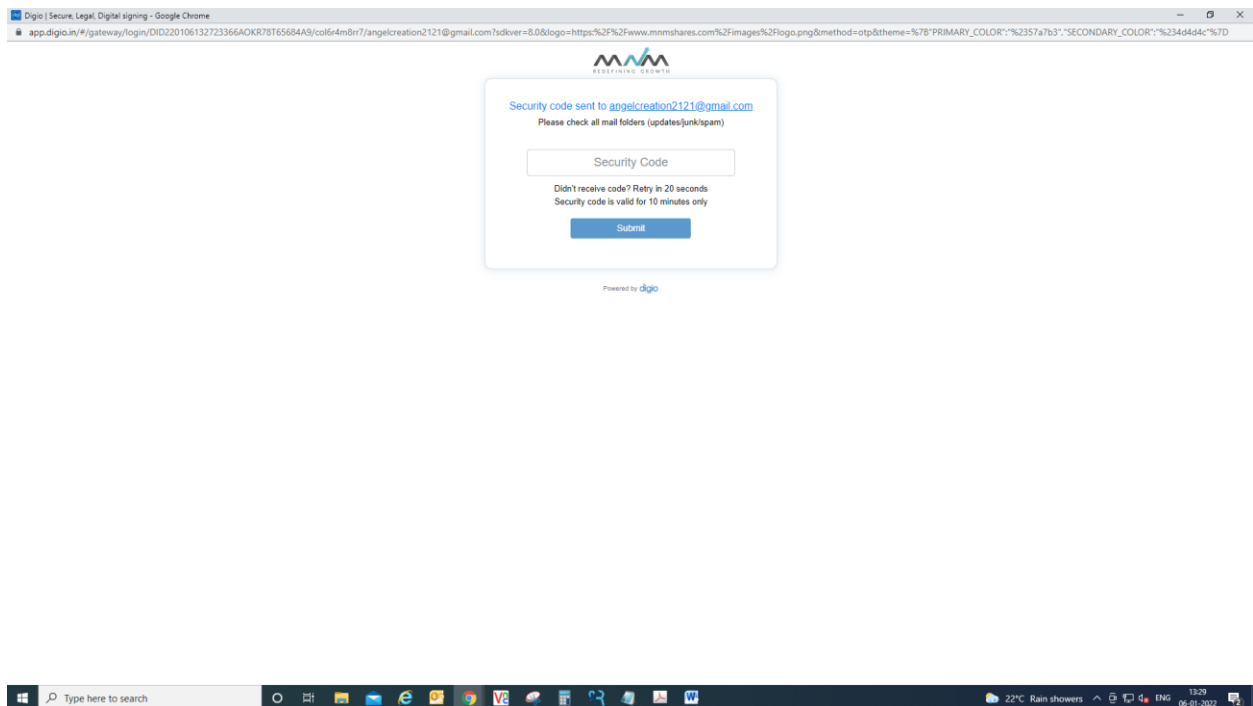 Digio | Secure, Legal, Digital signing - Google Chrome
app.digio.in/#/gateway/login/DID220106132723366AOKR78T65684A9/col6r4m8rr7/angelcreation2121@gmail.com?sdkver=8.0&logo=https:%2F%2Fwww.mnmshares.com%2Fimages%2Flogo.png&method=otp&theme=%7B"PRIMARY_COLOR":"%2357a7b3","SECONDARY_COLOR":"%234d4d4c"%7D
MNM
REDEFINING GROWTH
Security code sent to angelcreation2121@gmail.com
Please check all mail folders (updates/junk/spam)
Security Code
Didn't receive code? Retry in 20 seconds
Security code is valid for 10 minutes only
Submit
Powered by digio
Type here to search
22°C Rain showers
ENG
13:29
06-01-2022
2